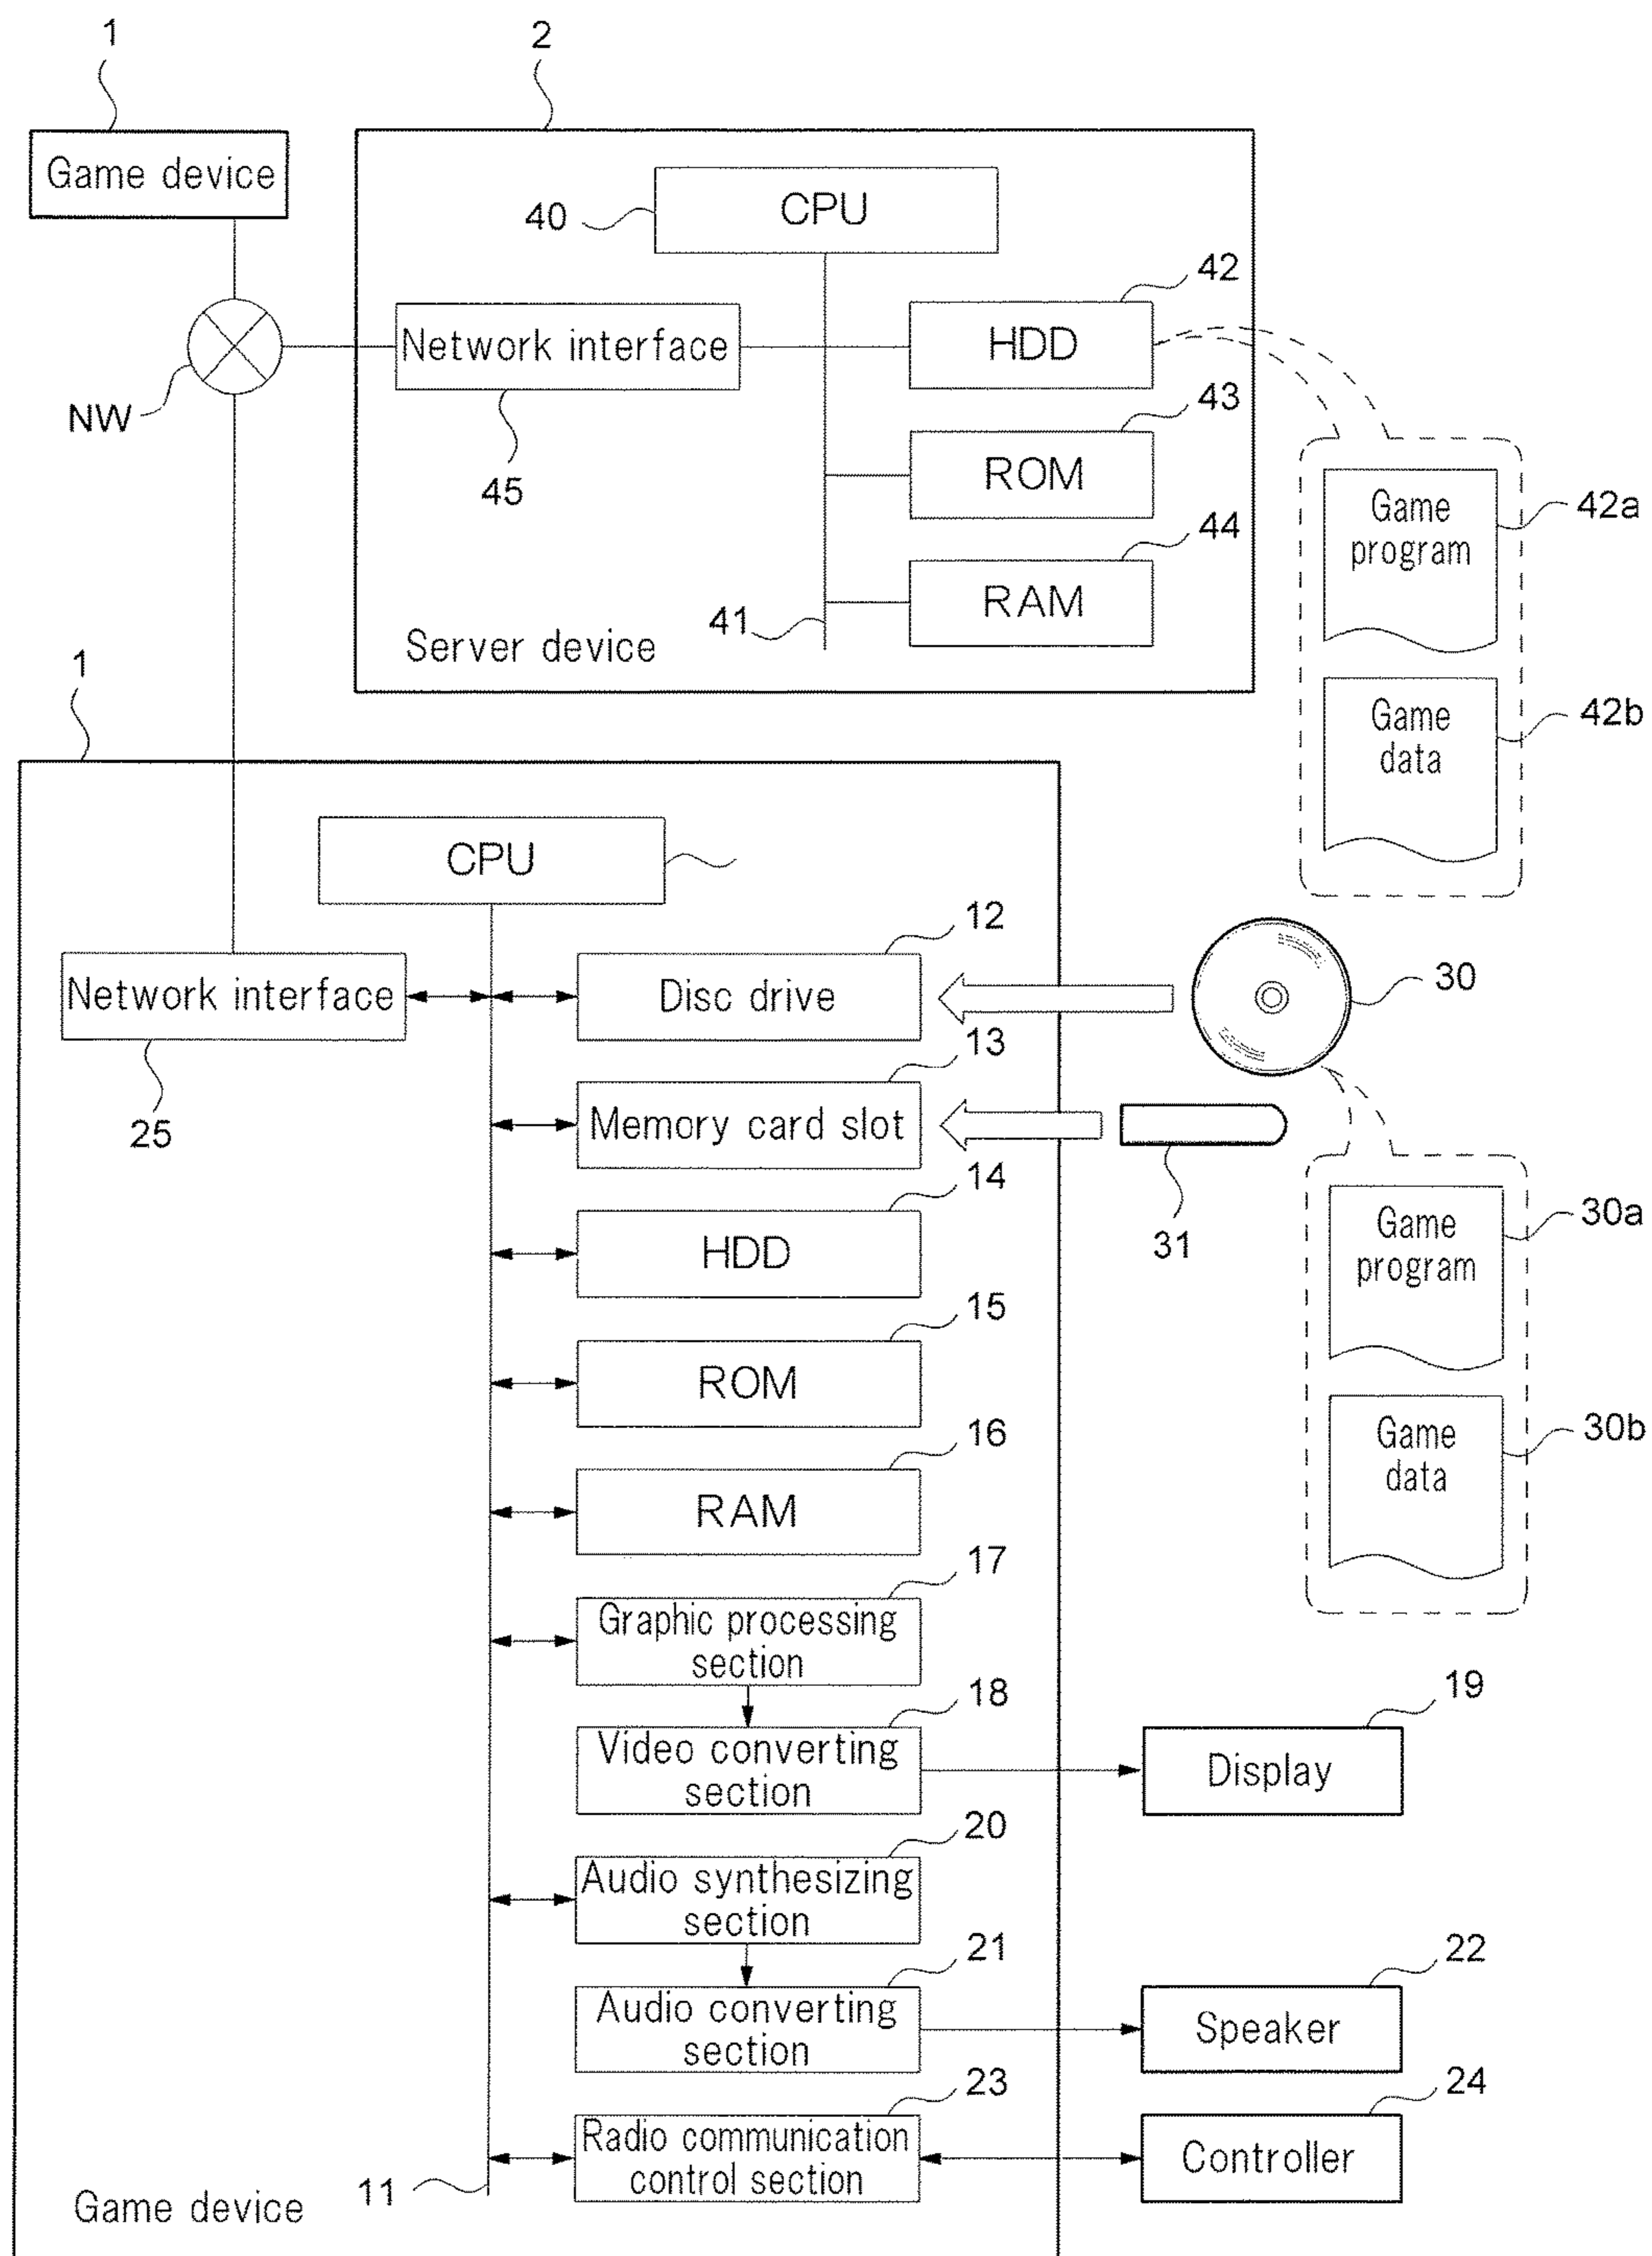 1
2
Game device
CPU
40
42
Network interface
HDD
NW
43
45
ROM
Game
program
42a
44
RAM
41
Server device
1
Game
data
42b
CPU
12
Network interface
Disc drive
30
13
25
Memory card slot
14
31
HDD
Game
program
30a
15
ROM
16
Game
data
30b
RAM
17
Graphic processing
section
18
19
Video converting
section
Display
20
Audio synthesizing
section
21
22
Audio converting
section
Speaker
23
24
Radio communication
control section
Controller
11
Game device